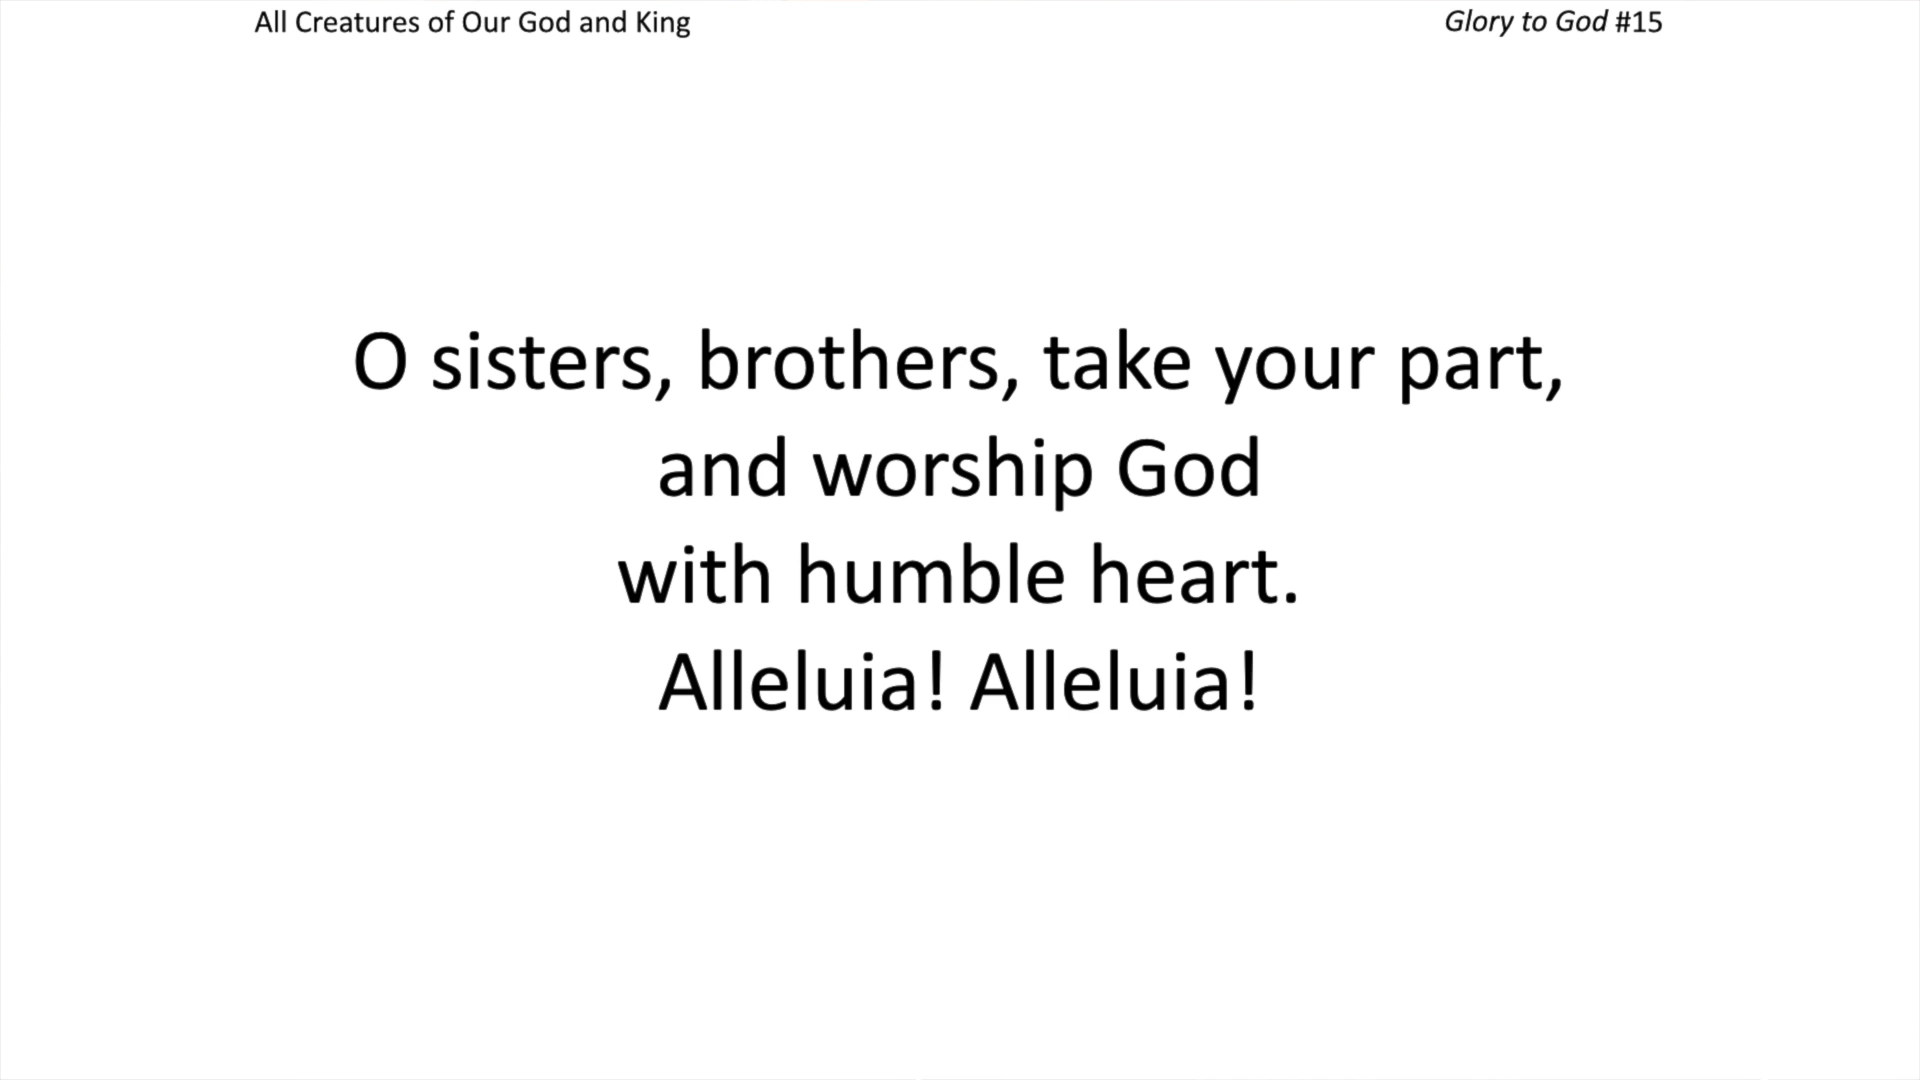 All Creatures of Our God and King
Glory to God #15
O sisters, brothers, take your part,
and worship God
with humble heart.
Alleluia! Alleluia!